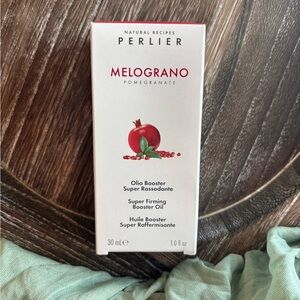 NATURAL RECIPES
PERLIER
MELOGRANO
POMEGRANATE
Olio Booster
Super Rassodante
Super Firming
Booster Oil
Huile Booster
Super Raffermisante
30 ml ℮ 1.0 fl oz